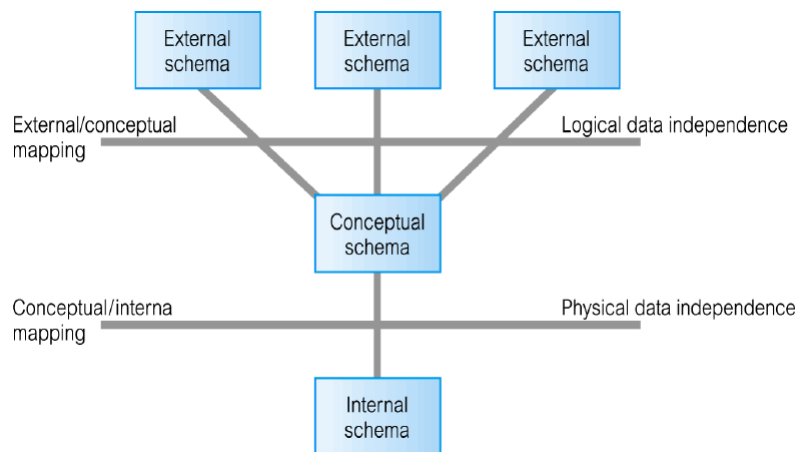 External
schema
External
schema
External
schema
External/conceptual
mapping
Logical data independence
Conceptual
schema
Conceptual/interna
mapping
Physical data independence
Internal
schema